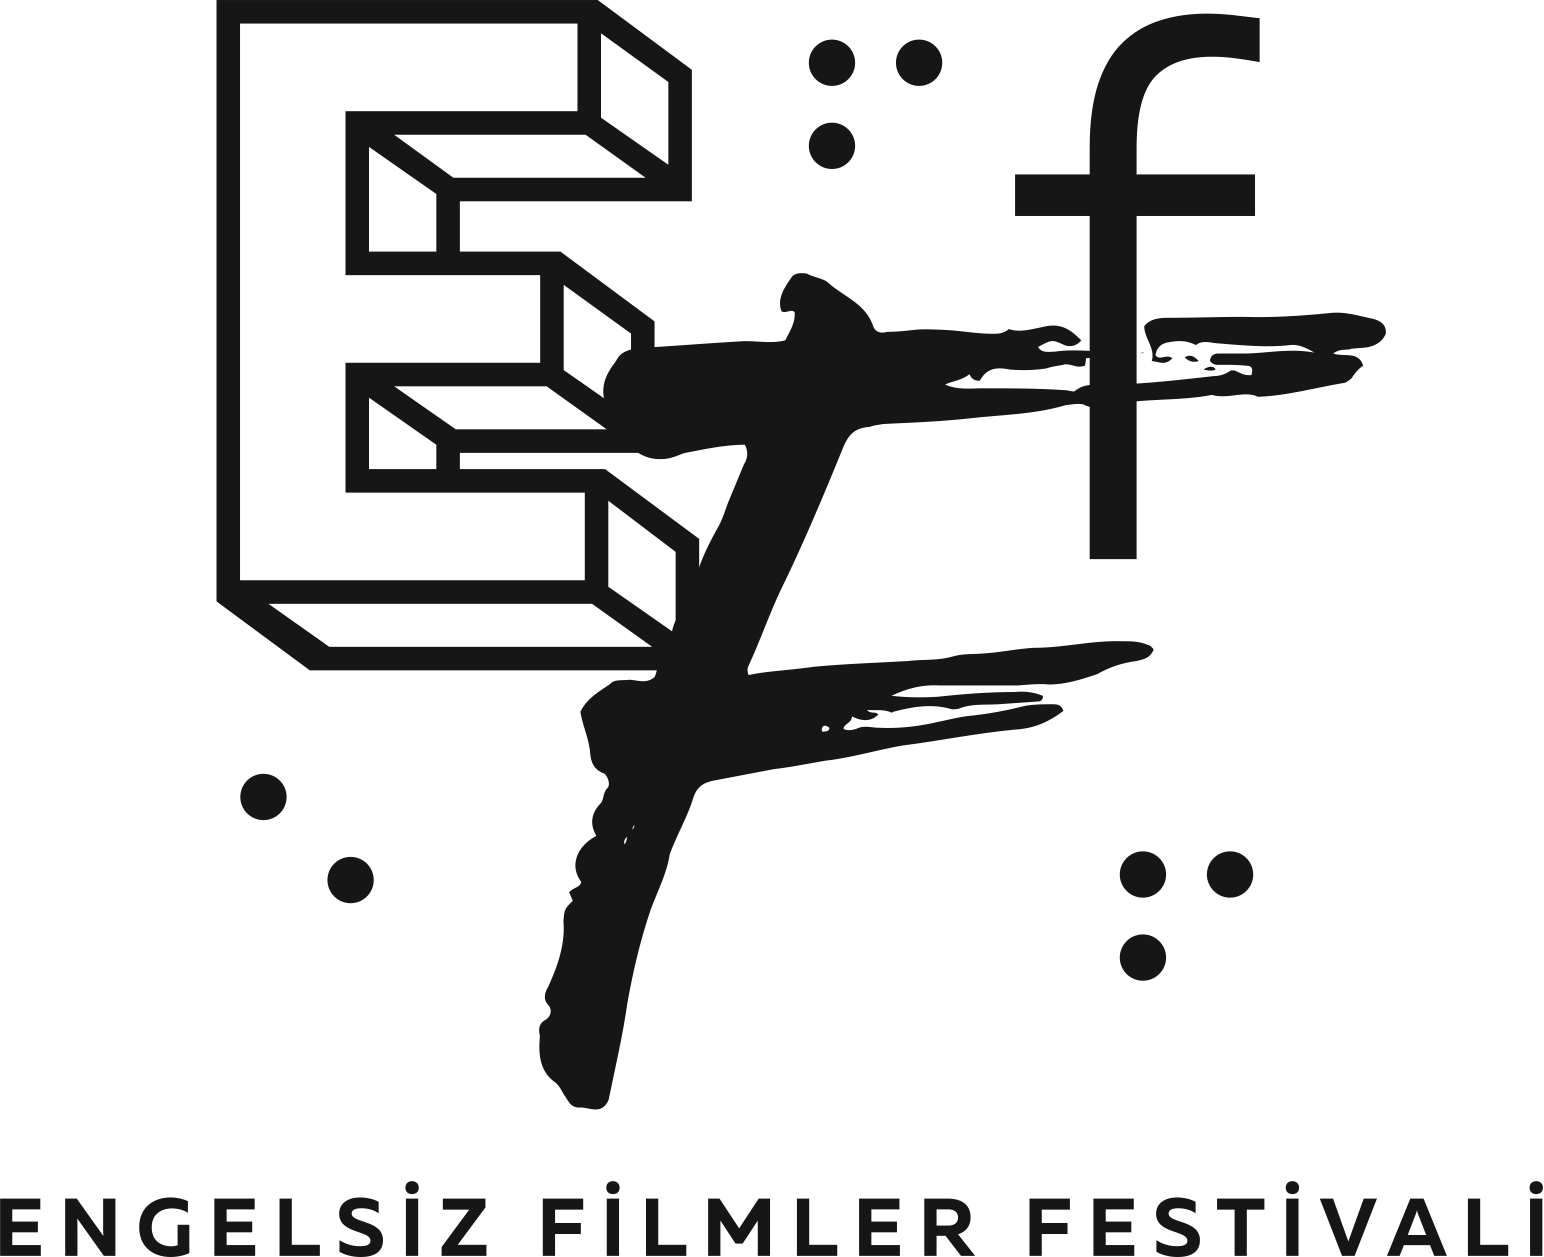 E F f
⠋
⠑ ⠋
ENGELSİZ FİLMLER FESTİVALİ